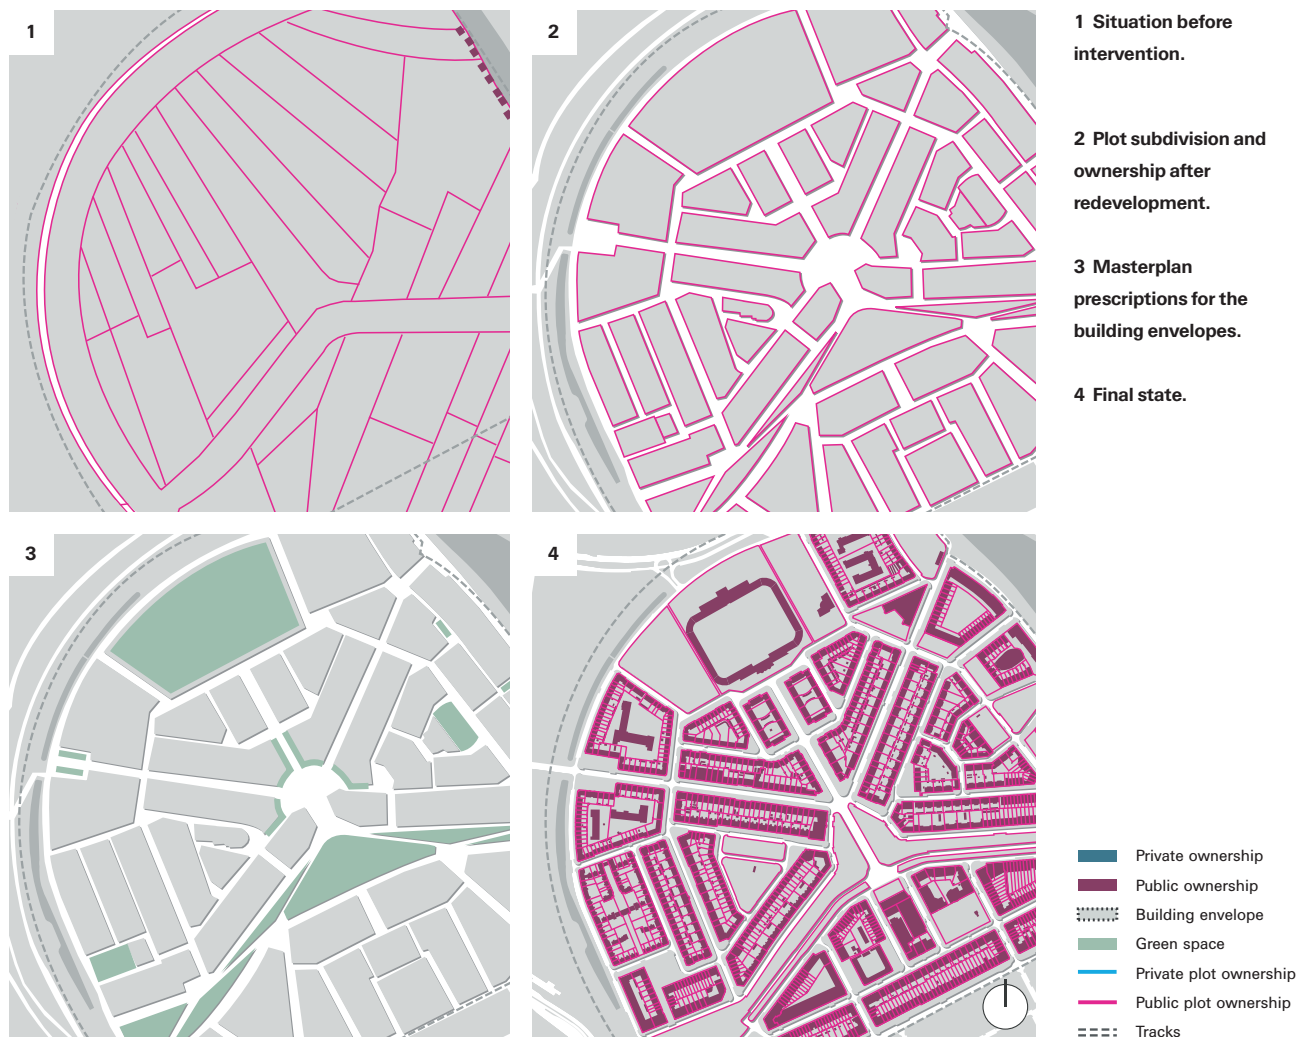 1
2
1 Situation before
intervention.
2 Plot subdivision and
ownership after
redevelopment.
3 Masterplan
prescriptions for the
building envelopes.
4 Final state.
3
4
Private ownership
Public ownership
Building envelope
Green space
Private plot ownership
Public plot ownership
Tracks